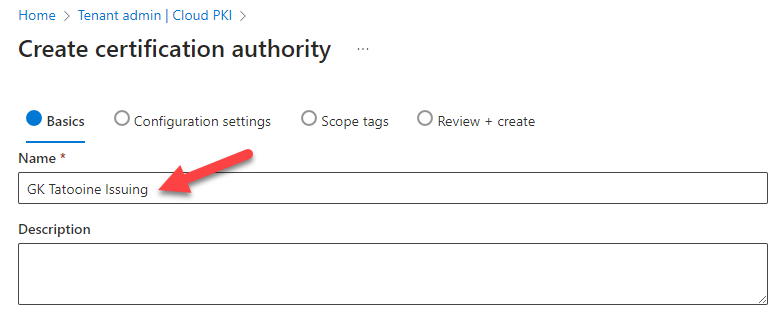 Home > Tenant admin | Cloud PKI >
Create certification authority ...
Basics Configuration settings Scope tags Review + create
Name *
GK Tatooine Issuing
Description